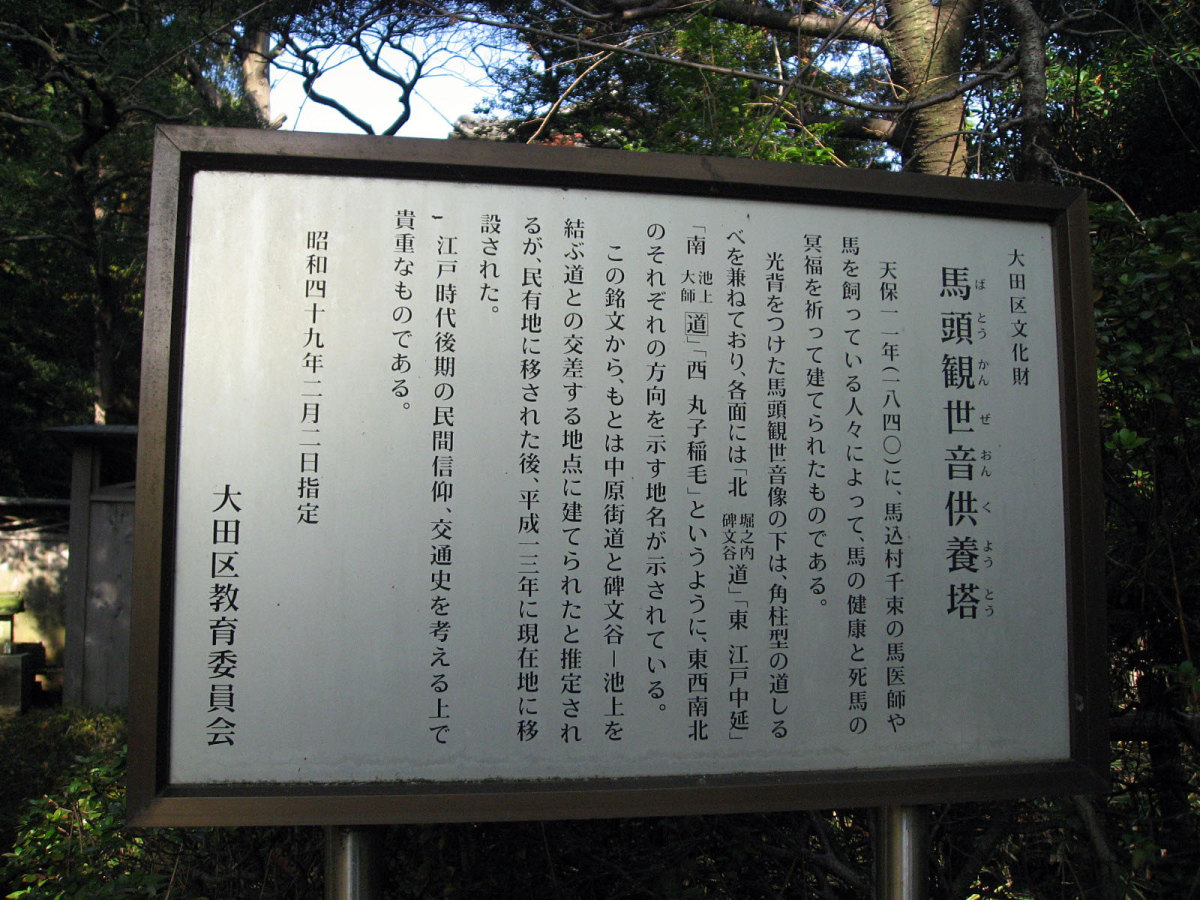 大田区文化財
馬頭観世音供養塔
ばとうかんぜおんくようとう
天保一一年(一八四〇)に、馬込村千束の馬医師や
馬を飼っている人々によって、馬の健康と死馬の
冥福を祈って建てられたものである。
光背をつけた馬頭観世音像の下は、角柱型の道しる
べを兼ねており、各面には「北 堀之内碑文谷道」「東 江戸中延」
「南 池上大師道」「西 丸子稲毛」というように、東西南北
のそれぞれの方向を示す地名が示されている。
この銘文から、もとは中原街道と碑文谷—池上を
結ぶ道との交差する地点に建てられたと推定され
るが、民有地に移された後、平成一三年に現在地に移
設された。
江戸時代後期の民間信仰、交通史を考える上で
貴重なものである。
昭和四十九年二月二日指定
大田区教育委員会